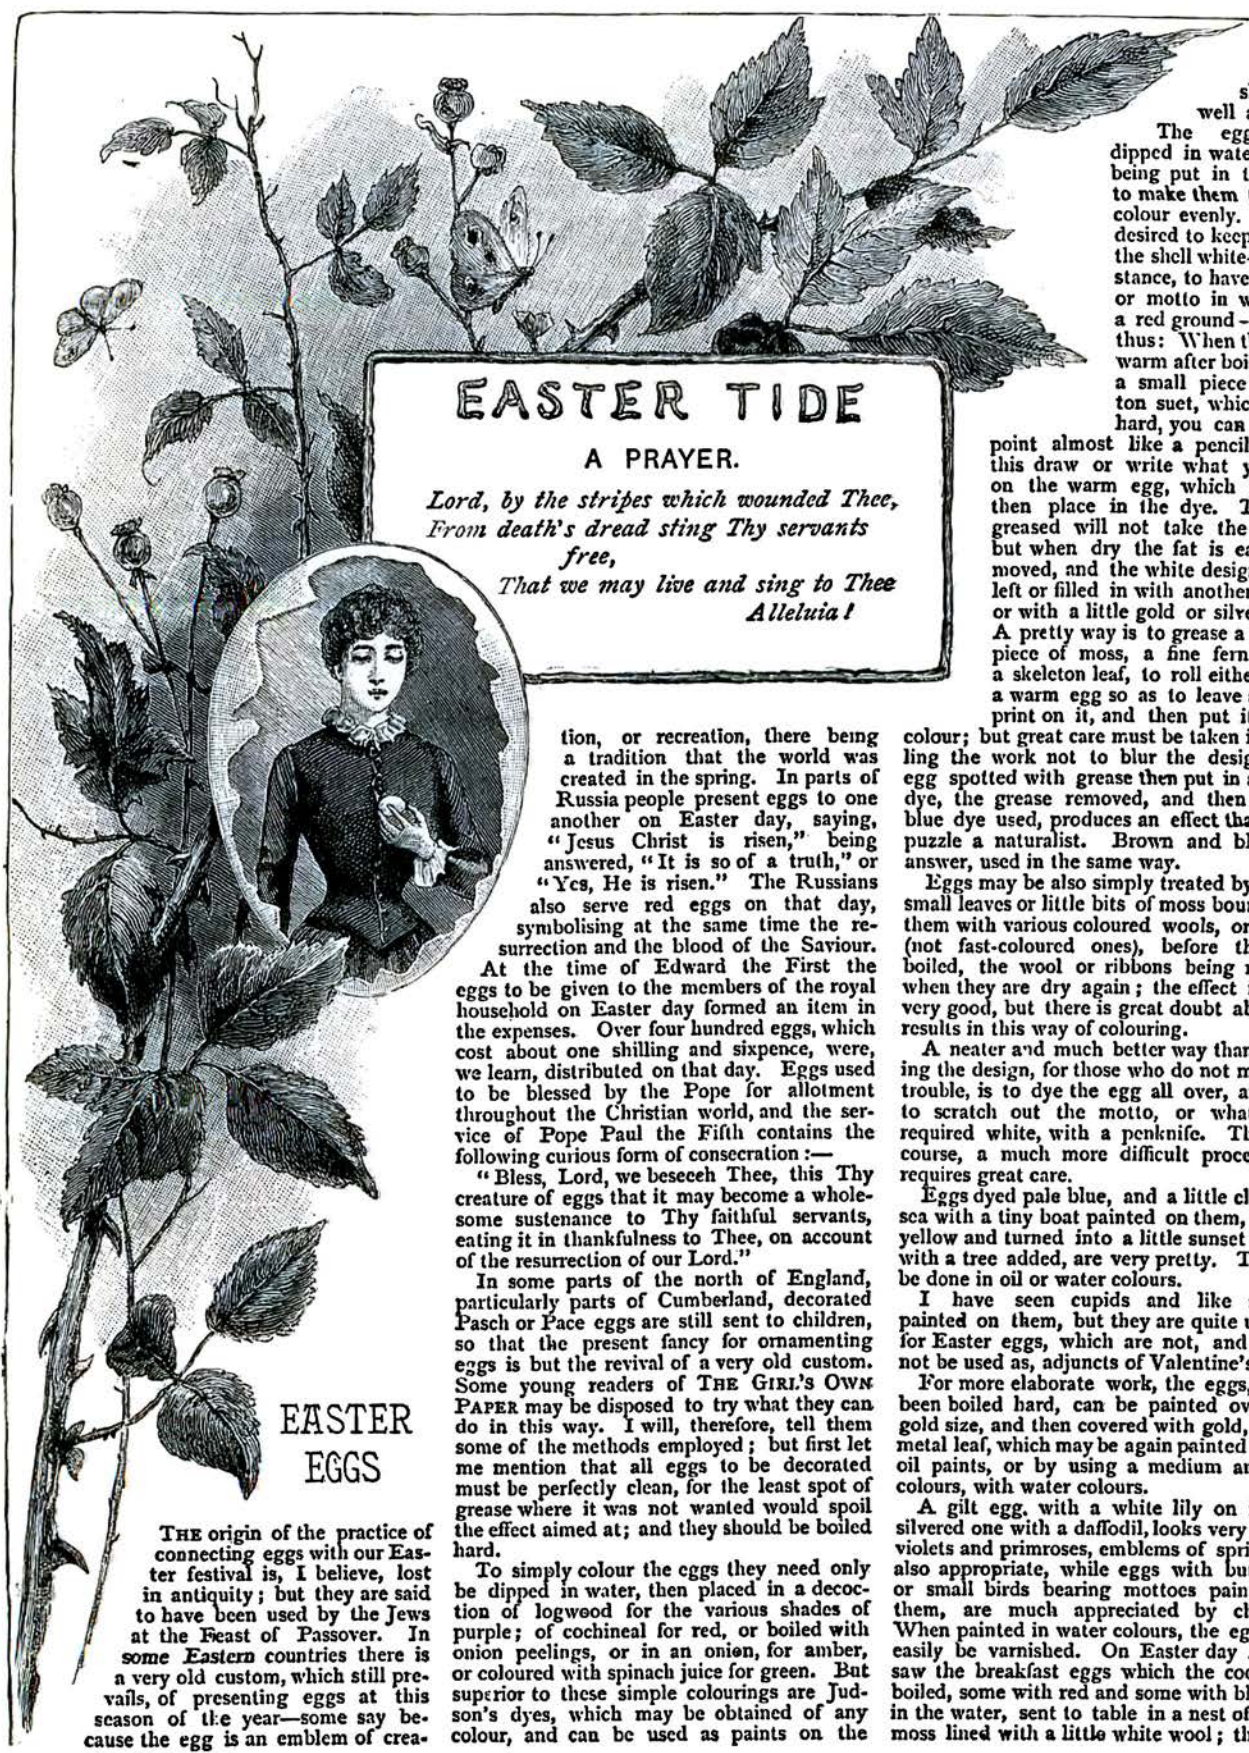 EASTER TIDE
A PRAYER.
Lord, by the stripes which wounded Thee,
From death's dread sting Thy servants
free,
That we may live and sing to Thee
Alleluia!
EASTER
EGGS
THE origin of the practice of
connecting eggs with our Eas-
ter festival is, I believe, lost
in antiquity; but they are said
to have been used by the Jews
at the Feast of Passover. In
some Eastern countries there is
a very old custom, which still pre-
vails, of presenting eggs at this
season of the year—some say be-
cause the egg is an emblem of crea-
tion, or recreation, there being
a tradition that the world was
created in the spring. In parts of
Russia people present eggs to one
another on Easter day, saying,
"Jesus Christ is risen," being
answered, "It is so of a truth," or
"Yes, He is risen." The Russians
also serve red eggs on that day,
symbolising at the same time the re-
surrection and the blood of the Saviour.
At the time of Edward the First the
eggs to be given to the members of the royal
household on Easter day formed an item in
the expenses. Over four hundred eggs, which
cost about one shilling and sixpence, were,
we learn, distributed on that day. Eggs used
to be blessed by the Pope for allotment
throughout the Christian world, and the ser-
vice of Pope Paul the Fifth contains the
following curious form of consecration:—
"Bless, Lord, we beseech Thee, this Thy
creature of eggs that it may become a whole-
some sustenance to Thy faithful servants,
eating it in thankfulness to Thee, on account
of the resurrection of our Lord."
In some parts of the north of England,
particularly parts of Cumberland, decorated
Pasch or Pace eggs are still sent to children,
so that the present fancy for ornamenting
eggs is but the revival of a very old custom.
Some young readers of THE GIRL'S OWN
PAPER may be disposed to try what they can
do in this way. I will, therefore, tell them
some of the methods employed; but first let
me mention that all eggs to be decorated
must be perfectly clean, for the least spot of
grease where it was not wanted would spoil
the effect aimed at; and they should be boiled
hard.
To simply colour the eggs they need only
be dipped in water, then placed in a decoc-
tion of logwood for the various shades of
purple; of cochineal for red, or boiled with
onion peelings, or in an onion, for amber,
or coloured with spinach juice for green. But
superior to these simple colourings are Jud-
son's dyes, which may be obtained of any
colour, and can be used as paints on the
well
The
dipped in
being put in
to make them
colour evenly.
desired to keep
the shell white-
stance, to have
or motto in
a red ground—
thus: When
warm after
a small piece
ton suet,
hard, you can
point almost like a pencil
this draw or write what
on the warm egg, which
then place in the dye.
greased will not take the
but when dry the fat is
moved, and the white
left or filled in with another
or with a little gold or
A pretty way is to grease a
piece of moss, a fine fern
a skeleton leaf, to roll
a warm egg so as to leave
print on it, and then put
colour; but great care must be taken
ling the work not to blur the
egg spotted with grease then put in
dye, the grease removed, and then
blue dye used, produces an effect
puzzle a naturalist. Brown and
answer, used in the same way.
Eggs may be also simply treated by
small leaves or little bits of moss
them with various coloured wools, or
(not fast-coloured ones), before
boiled, the wool or ribbons being
when they are dry again; the effect
very good, but there is great doubt
results in this way of colouring.
A neater and much better way than
ing the design, for those who do not
trouble, is to dye the egg all over,
to scratch out the motto, or
required white, with a penknife.
course, a much more difficult
requires great care.
Eggs dyed pale blue, and a little
sea with a tiny boat painted on them,
yellow and turned into a little sunset
with a tree added, are very pretty.
be done in oil or water colours.
I have seen cupids and like
painted on them, but they are quite
for Easter eggs, which are not, and
not be used as, adjuncts of Valentine's
For more elaborate work, the eggs,
been boiled hard, can be painted
gold size, and then covered with gold,
metal leaf, which may be again painted
oil paints, or by using a medium
colours, with water colours.
A gilt egg. with a white lily on
silvered one with a daffodil, looks very
violets and primroses, emblems of
also appropriate, while eggs with
or small birds bearing mottoes
them, are much appreciated by
When painted in water colours, the
easily be varnished. On Easter day
saw the breakfast eggs which the
boiled, some with red and some with
in the water, sent to table in a nest of
moss lined with a little white wool;